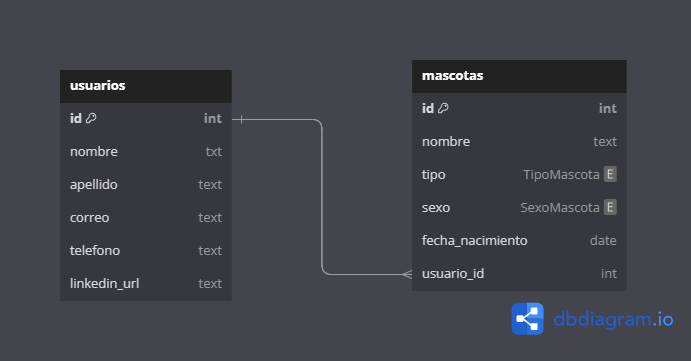 usuarios
id int
nombre txt
apellido text
correo text
telefono text
linkedin_url text
mascotas
id int
nombre text
tipo TipoMascota E
sexo SexoMascota E
fecha_nacimiento date
usuario_id int
dbdiagram.io